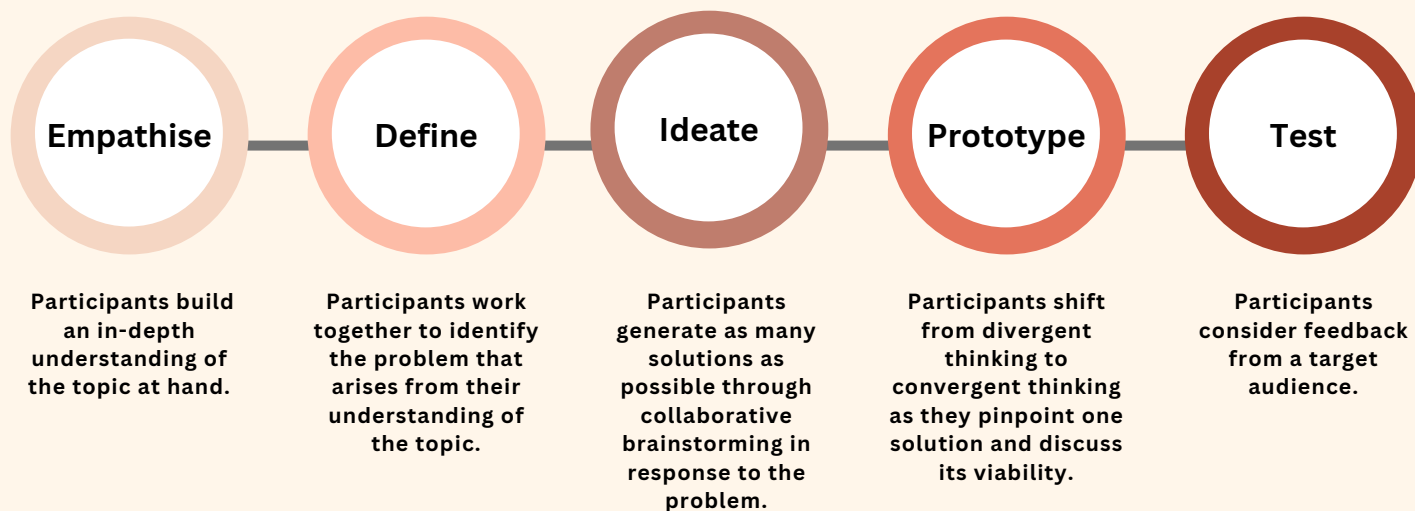 Empathise
Define
Ideate
Prototype
Test
Participants build
an in-depth
understanding of
the topic at hand.
Participants work
together to identify
the problem that
arises from their
understanding of
the topic.
Participants
generate as many
solutions as
possible through
collaborative
brainstorming in
response to the
problem.
Participants shift
from divergent
thinking to
convergent thinking
as they pinpoint one
solution and discuss
its viability.
Participants
consider feedback
from a target
audience.